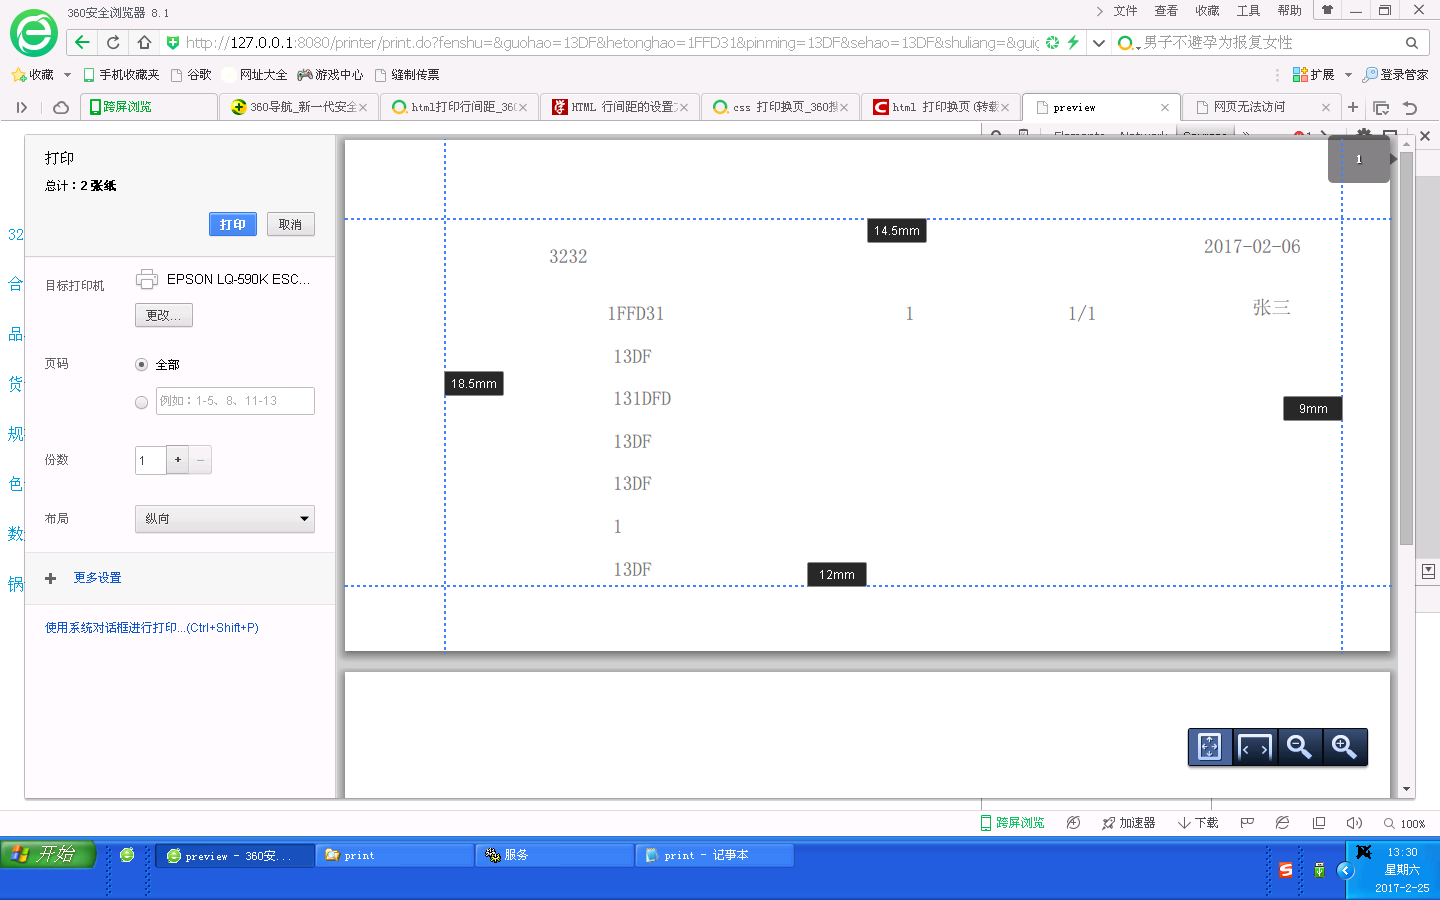 360安全浏览器 8.1
文件 查看 收藏 工具 帮助
http://127.0.0.1:8080/printer/print.do?fenshu=&guohao=13DF&hetonghao=1FFD31&pinming=13DF&sehao=13DF&shuliang=&guig
男子不避孕为报复女性
收藏 手机收藏夹 谷歌 网址大全 游戏中心 缝制传票 扩展 登录管家
跨屏浏览 360导航_新一代安全 html打印行间距_36 HTML 行间距的设置 css 打印换页_360搜 html 打印换页(转载 preview 网页无法访问
Elements Network Sources » 1
打印
总计：2 张纸
打印 取消
目标打印机 EPSON LQ-590K ESC...
更改...
页码 全部
例如：1-5、8、11-13
份数 1 + −
布局 纵向
更多设置
使用系统对话框进行打印...(Ctrl+Shift+P)
32
合
品
货
规
色
数
锅
1
14.5mm
3232 2017-02-06
1FFD31 1 1/1 张三
13DF
18.5mm
131DFD
9mm
13DF
13DF
1
13DF
12mm
跨屏浏览 加速器 下载 100%
开始 preview - 360安... print 服务 print - 记事本
13:30
星期六
2017-2-25